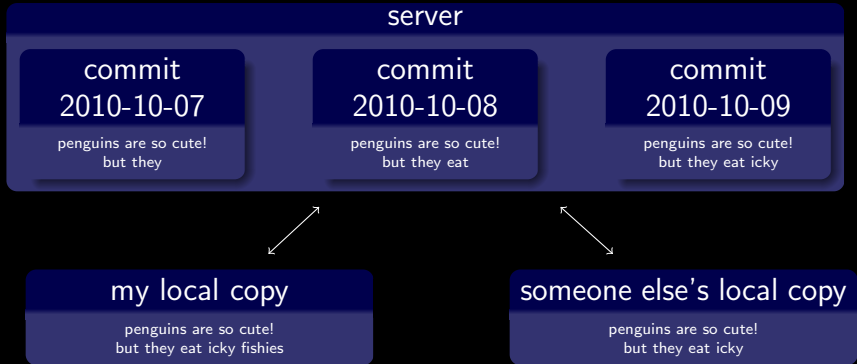 server
commit
2010-10-07
penguins are so cute!
but they
commit
2010-10-08
penguins are so cute!
but they eat
commit
2010-10-09
penguins are so cute!
but they eat icky
my local copy
penguins are so cute!
but they eat icky fishies
someone else's local copy
penguins are so cute!
but they eat icky